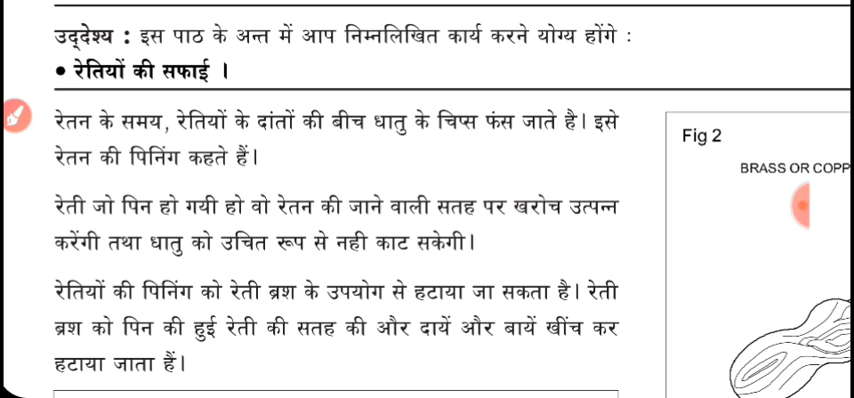 उद्देश्य : इस पाठ के अन्त में आप निम्नलिखित कार्य करने योग्य होंगे :
• रेतियों की सफाई ।
रेतन के समय, रेतियों के दांतों की बीच धातु के चिप्स फंस जाते है। इसे
रेतन की पिनिंग कहते हैं।
रेती जो पिन हो गयी हो वो रेतन की जाने वाली सतह पर खरोच उत्पन्न
करेंगी तथा धातु को उचित रूप से नही काट सकेगी।
रेतियों की पिनिंग को रेती ब्रश के उपयोग से हटाया जा सकता है। रेती
ब्रश को पिन की हुई रेती की सतह की और दायें और बायें खींच कर
हटाया जाता हैं।
Fig 2
BRASS OR COPP